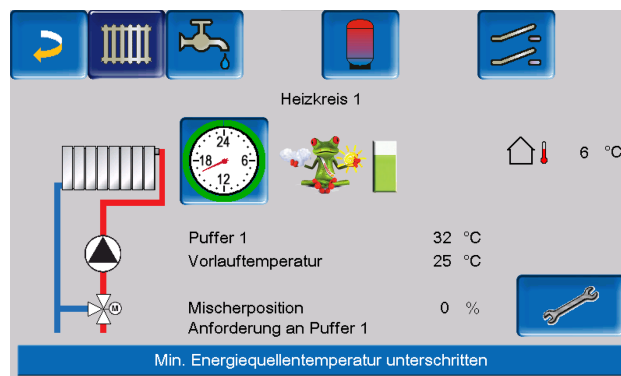 Heizkreis 1
24
18 6
12
6 °C
Puffer 1 32 °C
Vorlauftemperatur 25 °C
M
Mischerposition 0 %
Anforderung an Puffer 1
Min. Energiequellentemperatur unterschritten